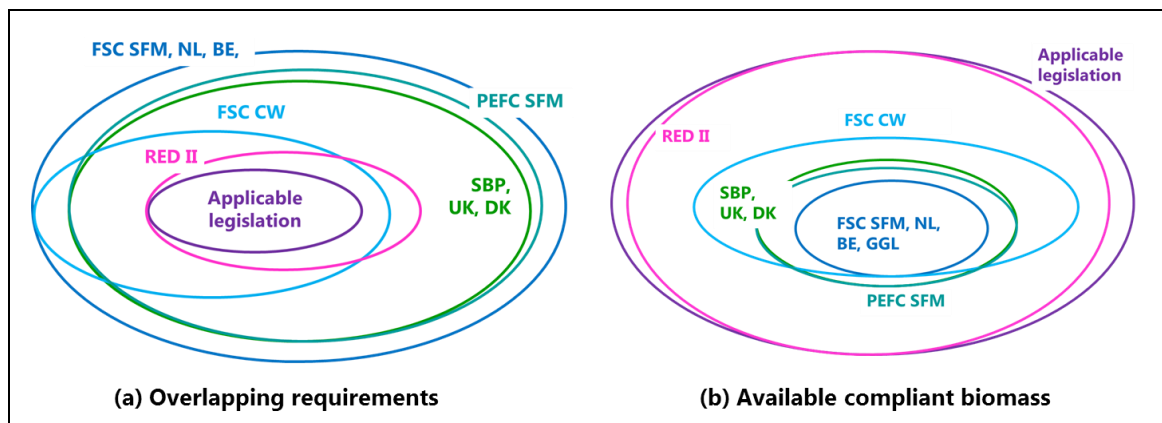 FSC SFM, NL, BE,
PEFC SFM
FSC CW
RED II
Applicable
legislation
SBP,
UK, DK
(a) Overlapping requirements
Applicable
legislation
FSC CW
RED II
SBP,
UK, DK
FSC SFM, NL,
BE, GGL
PEFC SFM
(b) Available compliant biomass